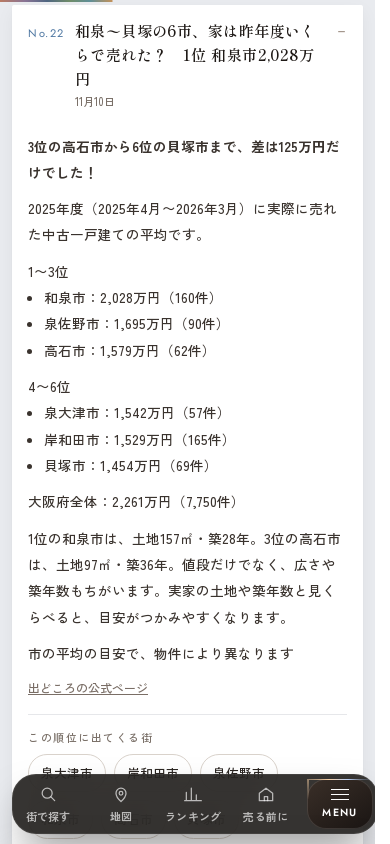 No.22
和泉〜貝塚の6市、家は昨年度いく
らで売れた？　1位 和泉市2,028万
円
11月10日
3位の高石市から6位の貝塚市まで、差は125万円だ
けでした！
2025年度（2025年4月〜2026年3月）に実際に売れ
た中古一戸建ての平均です。
1〜3位
• 和泉市：2,028万円（160件）
• 泉佐野市：1,695万円（90件）
• 高石市：1,579万円（62件）
4〜6位
• 泉大津市：1,542万円（57件）
• 岸和田市：1,529万円（165件）
• 貝塚市：1,454万円（69件）
大阪府全体：2,261万円（7,750件）
1位の和泉市は、土地157㎡・築28年。3位の高石市
は、土地97㎡・築36年。値段だけでなく、広さや
築年数もちがいます。実家の土地や築年数と見く
らべると、目安がつかみやすくなります。
市の平均の目安で、物件により異なります
出どころの公式ページ
この順位に出てくる街
泉大津市 岸和田市 泉佐野市
街で探す 地図 ランキング 売る前に MENU